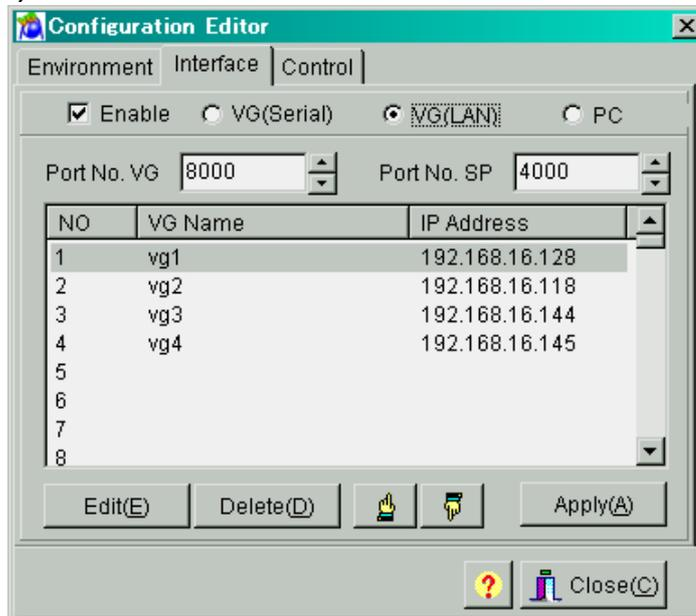 Configuration Editor
Environment Interface Control
Enable VG(Serial) VG(LAN) PC
Port No. VG 8000 Port No. SP 4000
NO VG Name IP Address
1 vg1 192.168.16.128
2 vg2 192.168.16.118
3 vg3 192.168.16.144
4 vg4 192.168.16.145
5
6
7
8
Edit(E) Delete(D) Apply(A)
? Close(C)